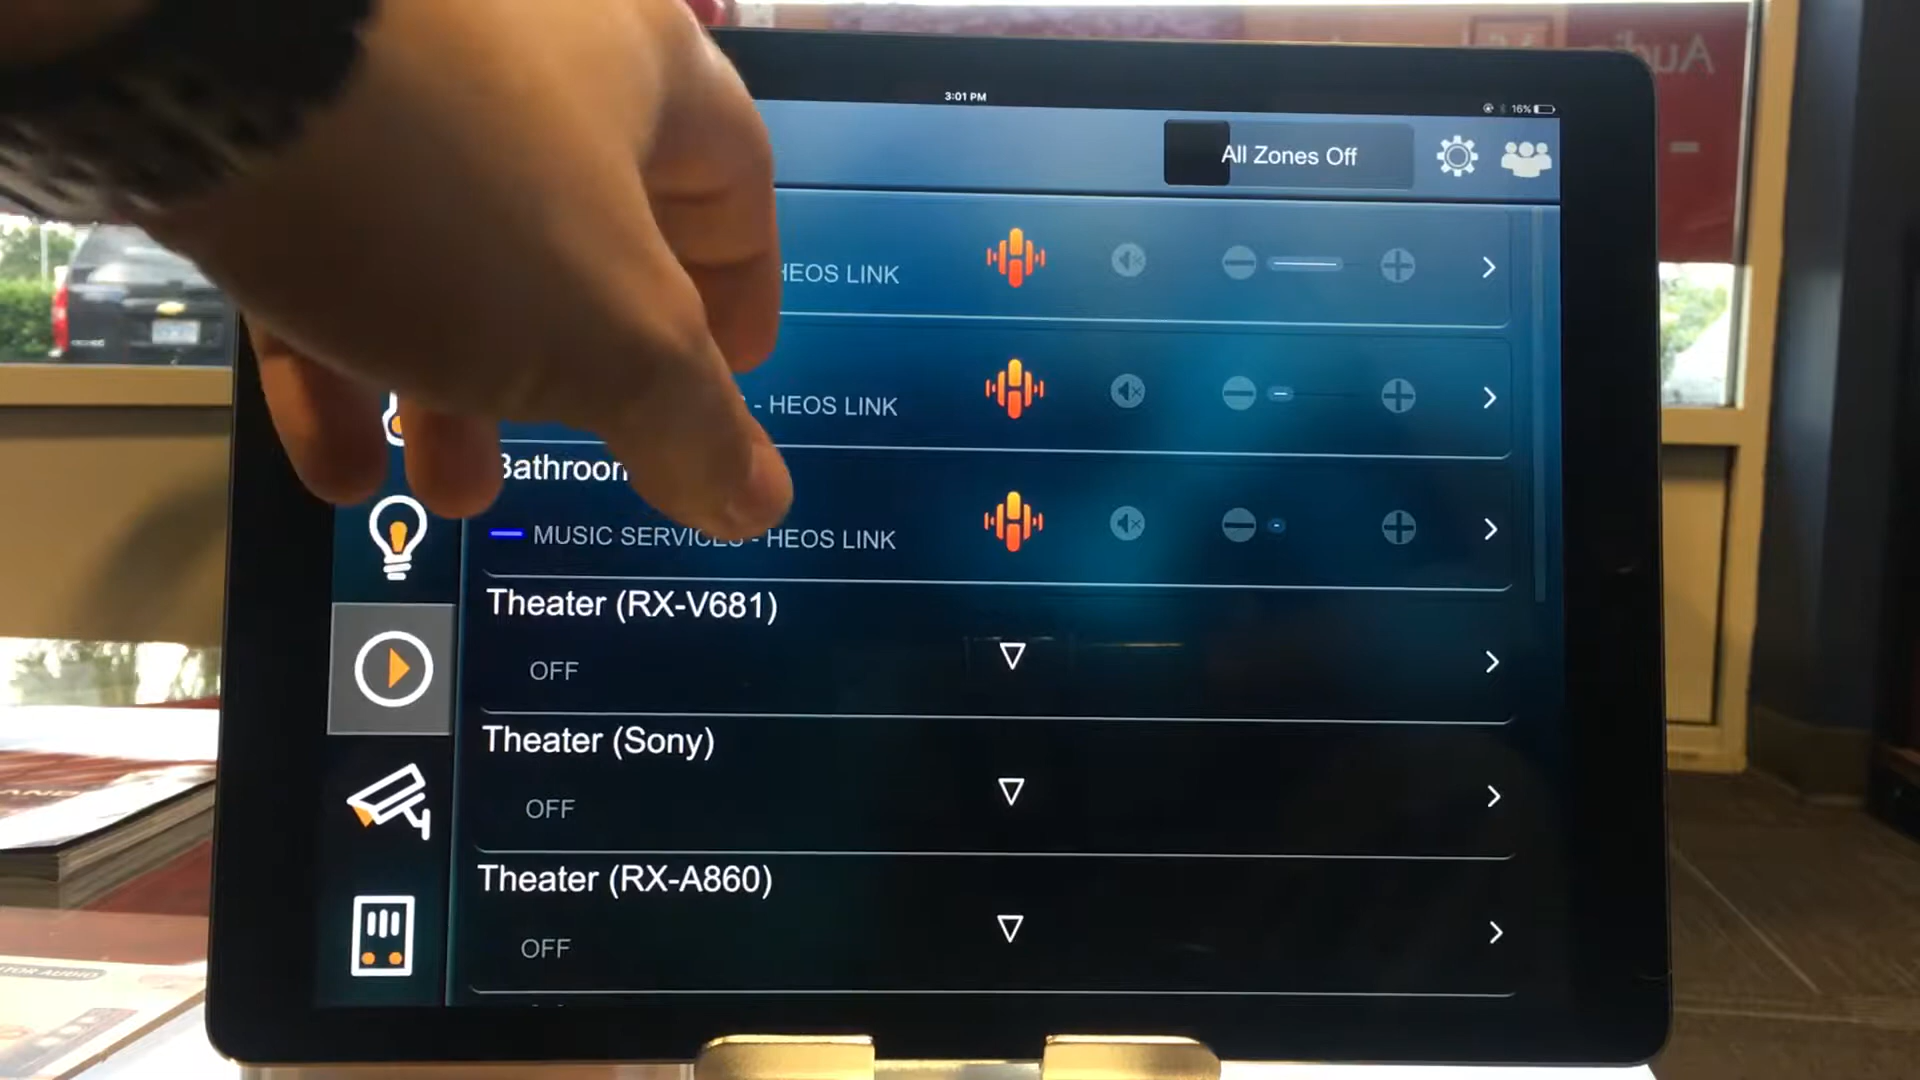 3:01 PM
16%
All Zones Off
HEOS LINK
- HEOS LINK
MUSIC SERVICES - HEOS LINK
Theater (RX-V681)
OFF
Theater (Sony)
OFF
Theater (RX-A860)
OFF